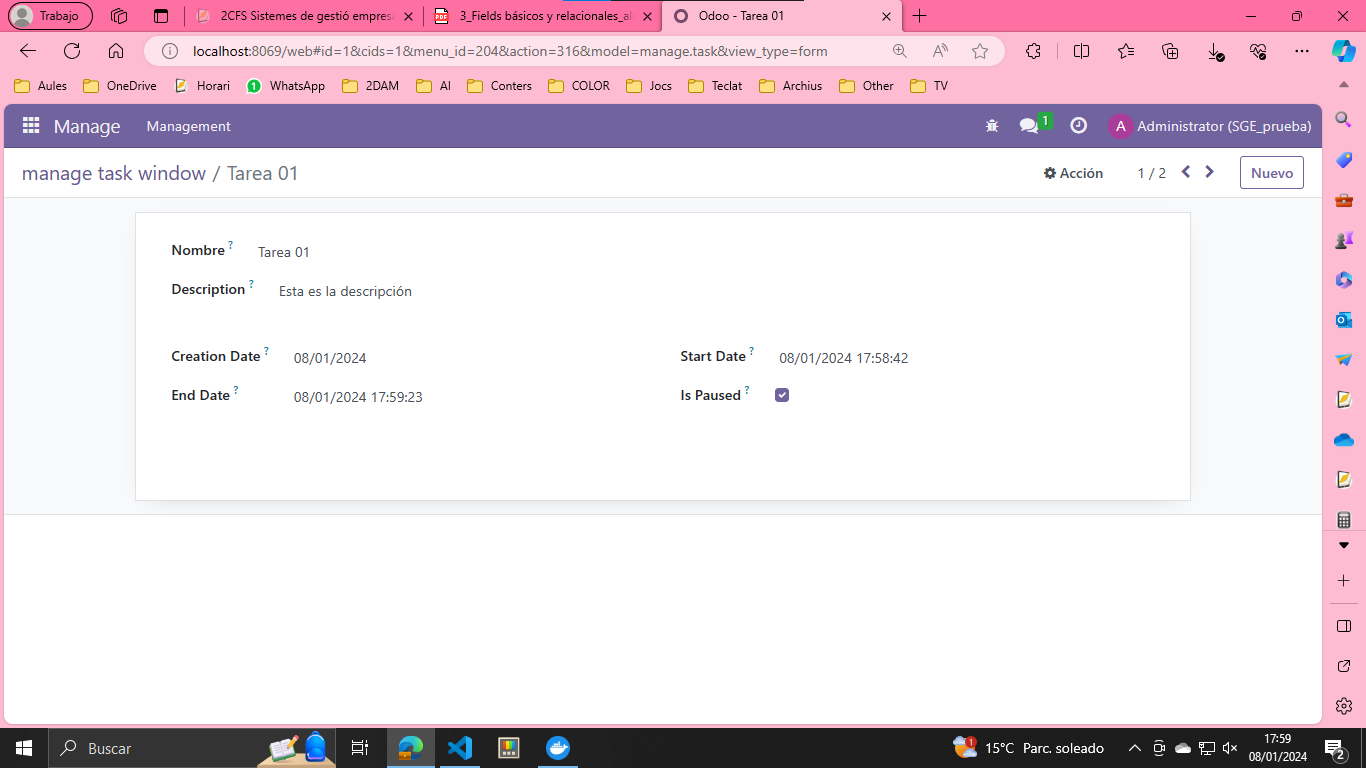 Trabajo
2CFS Sistemes de gestió empres
3_Fields básicos y relacionales_al
Odoo - Tarea 01
localhost:8069/web#id=1&cids=1&menu_id=204&action=316&model=manage.task&view_type=form
Aules OneDrive Horari WhatsApp 2DAM AI Conters COLOR Jocs Teclat Archius Other TV
Manage Management 1 A Administrator (SGE_prueba)
manage task window / Tarea 01 Acción 1 / 2 Nuevo
Nombre ? Tarea 01
Description ? Esta es la descripción
Creation Date ? 08/01/2024 Start Date ? 08/01/2024 17:58:42
End Date ? 08/01/2024 17:59:23 Is Paused ?
Buscar 1 15°C Parc. soleado 17:59
08/01/2024 2